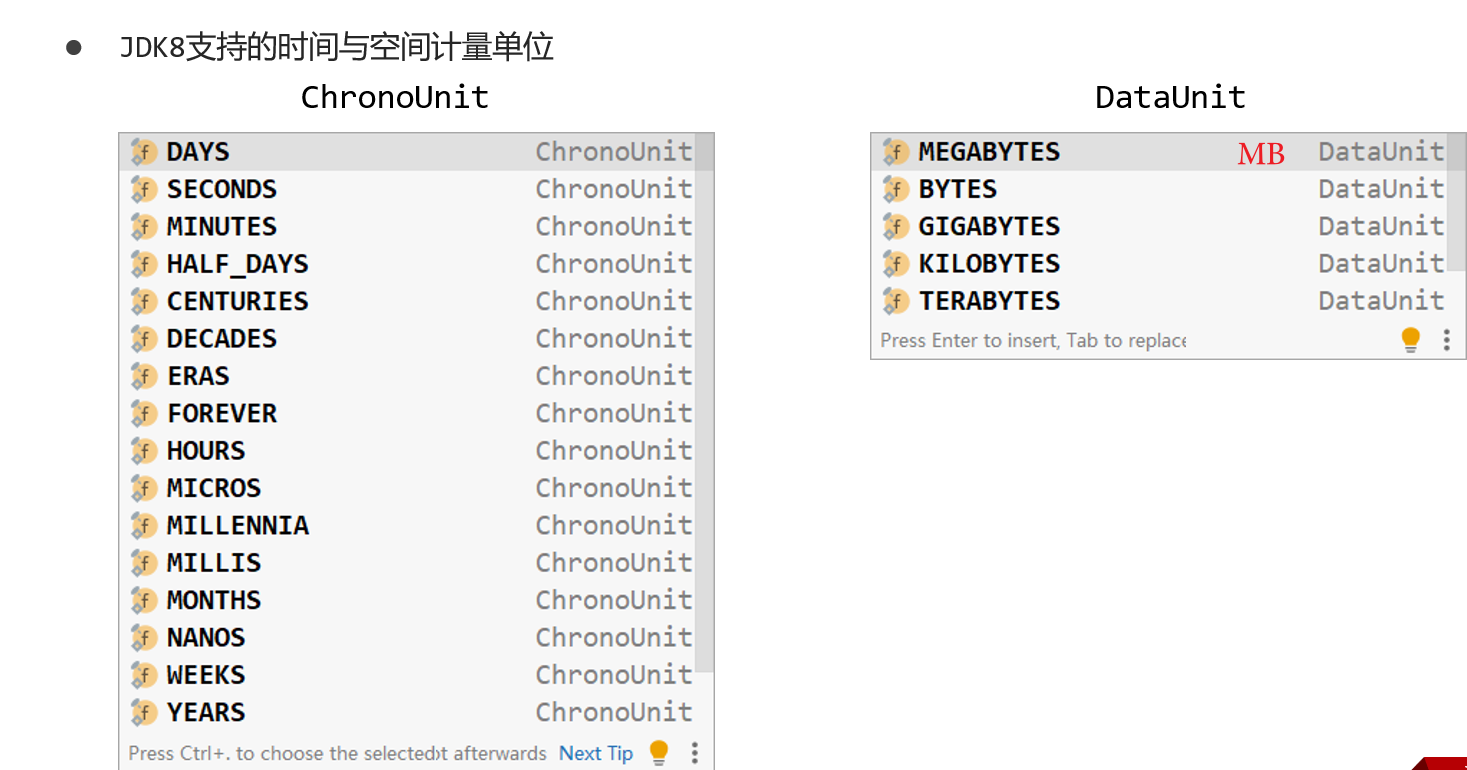 JDK8支持的时间与空间计量单位
ChronoUnit
DAYS ChronoUnit
SECONDS ChronoUnit
MINUTES ChronoUnit
HALF_DAYS ChronoUnit
CENTURIES ChronoUnit
DECADES ChronoUnit
ERAS ChronoUnit
FOREVER ChronoUnit
HOURS ChronoUnit
MICROS ChronoUnit
MILLENNIA ChronoUnit
MILLIS ChronoUnit
MONTHS ChronoUnit
NANOS ChronoUnit
WEEKS ChronoUnit
YEARS ChronoUnit
Press Ctrl+. to choose the selected afterwards Next Tip
DataUnit
MEGABYTES MB DataUnit
BYTES DataUnit
GIGABYTES DataUnit
KILOBYTES DataUnit
TERABYTES DataUnit
Press Enter to insert, Tab to replace